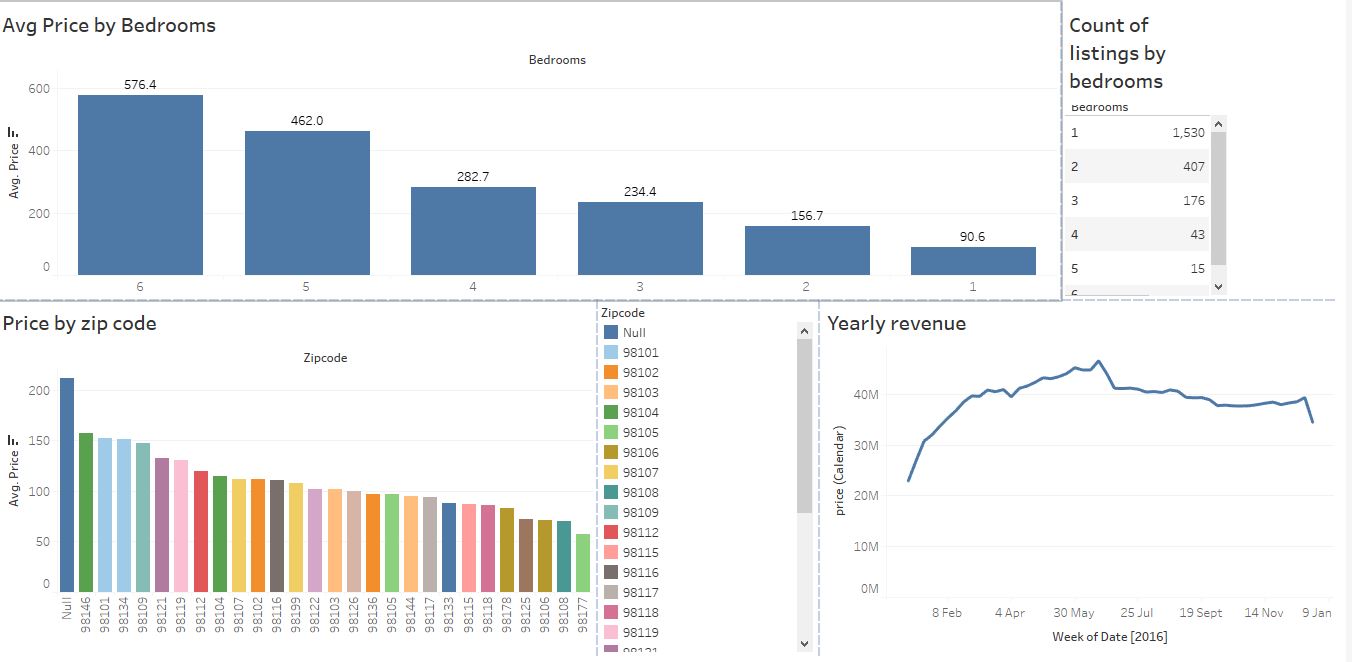 Avg Price by Bedrooms
Bedrooms
Avg. Price
600
400
200
0
576.4
462.0
282.7
234.4
156.7
90.6
6 5 4 3 2 1
Count of
listings by
bedrooms
Bedrooms
1 1,530
2 407
3 176
4 43
5 15
6
Price by zip code
Zipcode
Avg. Price
200
150
100
50
0
Null 98146 98101 98134 98109 98121 98119 98112 98104 98107 98102 98116 98199 98122 98103 98126 98136 98105 98144 98117 98133 98115 98118 98178 98125 98106 98108 98177
Zipcode
Null
98101
98102
98103
98104
98105
98106
98107
98108
98109
98112
98115
98116
98117
98118
98119
98121
Yearly revenue
price (Calendar)
40M
30M
20M
10M
0M
8 Feb 4 Apr 30 May 25 Jul 19 Sept 14 Nov 9 Jan
Week of Date [2016]